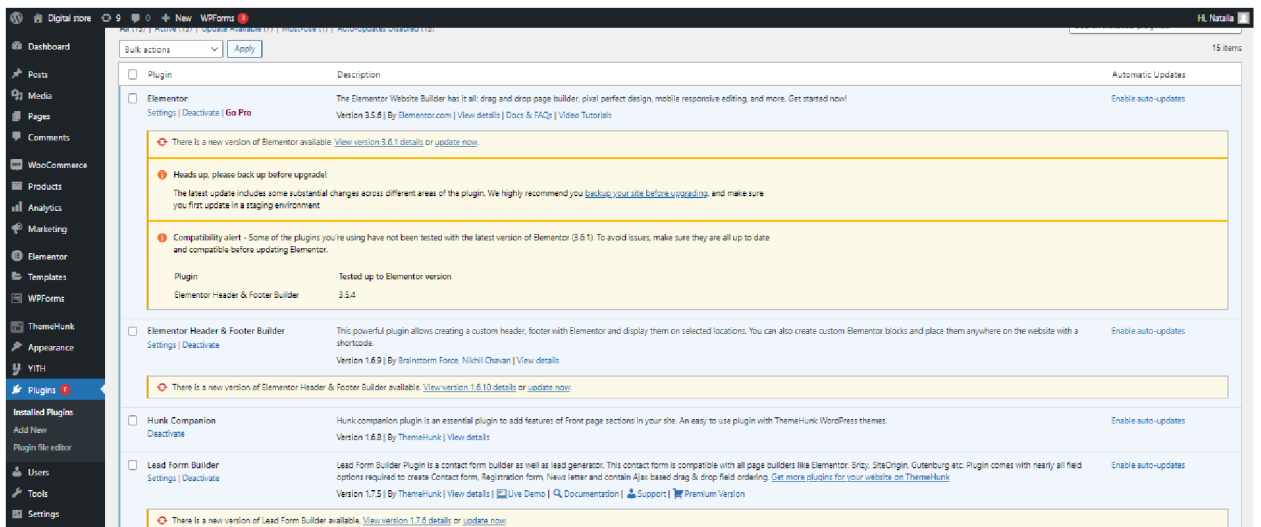 Digital store 9 0 + New WPForms
Hi, Natalia
All (15) | Active (15) | Update Available (7) | Must-Use (1) | Auto-updates Disabled (15)
Bulk actions Apply
15 items
Dashboard
Posts
Media
Pages
Comments
WooCommerce
Products
Analytics
Marketing
Elementor
Templates
WPForms
ThemeHunk
Appearance
YITH
Plugins 7
Installed Plugins
Add New
Plugin file editor
Users
Tools
Settings
Plugin Description Automatic Updates
Elementor
Settings | Deactivate | Go Pro
The Elementor Website Builder has it all: drag and drop page builder, pixel perfect design, mobile responsive editing, and more. Get started now!
Version 3.5.6 | By Elementor.com | View details | Docs & FAQs | Video Tutorials
Enable auto-updates
There is a new version of Elementor available. View version 3.6.1 details or update now.
Heads up, please back up before upgrade!
The latest update includes some substantial changes across different areas of the plugin. We highly recommend you backup your site before upgrading, and make sure
you first update in a staging environment
Compatibility alert - Some of the plugins you're using have not been tested with the latest version of Elementor (3.6.1). To avoid issues, make sure they are all up to date
and compatible before updating Elementor.
Plugin Tested up to Elementor version
Elementor Header & Footer Builder 3.5.4
Elementor Header & Footer Builder
Settings | Deactivate
This powerful plugin allows creating a custom header, footer with Elementor and display them on selected locations. You can also create custom Elementor blocks and place them anywhere on the website with a
shortcode.
Version 1.6.9 | By Brainstorm Force, Nikhil Chavan | View details
Enable auto-updates
There is a new version of Elementor Header & Footer Builder available. View version 1.6.10 details or update now.
Hunk Companion
Deactivate
Hunk companion plugin is an essential plugin to add features of Front page sections in your site. An easy to use plugin with ThemeHunk WordPress themes.
Version 1.6.8 | By ThemeHunk | View details
Enable auto-updates
Lead Form Builder
Settings | Deactivate
Lead Form Builder Plugin is a contact form builder as well as lead generator. This contact form is compatible with all page builders like Elementor, Brizy, SiteOrigin, Gutenburg etc. Plugin comes with nearly all field
options required to create Contact form, Registration form, News letter and contain Ajax based drag & drop field ordering. Get more plugins for your website on ThemeHunk
Version 1.7.5 | By ThemeHunk | View details | Live Demo | Documentation | Support | Premium Version
Enable auto-updates
There is a new version of Lead Form Builder available. View version 1.7.6 details or update now.